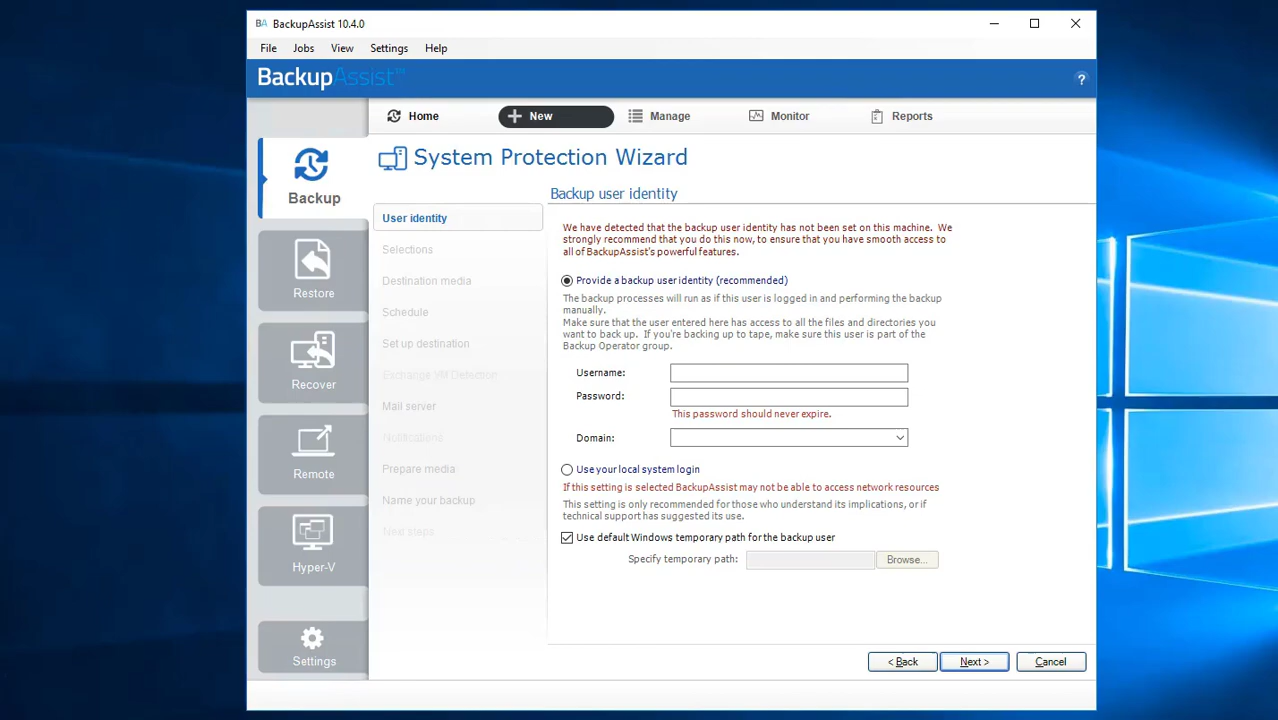 BA BackupAssist 10.4.0
File Jobs View Settings Help
BackupAssist™ ?
Home New Manage Monitor Reports
System Protection Wizard
Backup
Restore
Recover
Remote
Hyper-V
Settings
User identity
Selections
Destination media
Schedule
Set up destination
Exchange VM Detection
Mail server
Notifications
Prepare media
Name your backup
Next steps
Backup user identity
We have detected that the backup user identity has not been set on this machine. We
strongly recommend that you do this now, to ensure that you have smooth access to
all of BackupAssist's powerful features.
Provide a backup user identity (recommended)
The backup processes will run as if this user is logged in and performing the backup
manually.
Make sure that the user entered here has access to all the files and directories you
want to back up. If you're backing up to tape, make sure this user is part of the
Backup Operator group.
Username:
Password:
This password should never expire.
Domain:
Use your local system login
If this setting is selected BackupAssist may not be able to access network resources
This setting is only recommended for those who understand its implications, or if
technical support has suggested its use.
Use default Windows temporary path for the backup user
Specify temporary path: Browse...
< Back Next > Cancel